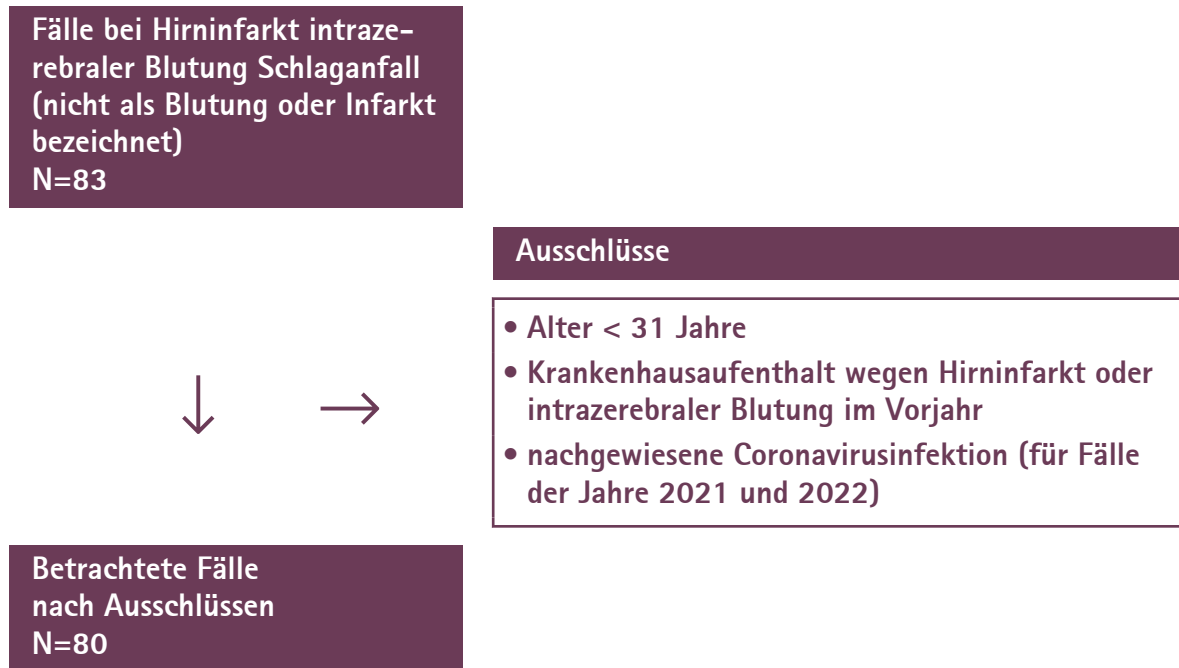 Fälle bei Hirninfarkt intraze-
rebraler Blutung Schlaganfall
(nicht als Blutung oder Infarkt
bezeichnet)
N=83
Ausschlüsse
• Alter < 31 Jahre
• Krankenhausaufenthalt wegen Hirninfarkt oder
intrazerebraler Blutung im Vorjahr
• nachgewiesene Coronavirusinfektion (für Fälle
der Jahre 2021 und 2022)
Betrachtete Fälle
nach Ausschlüssen
N=80